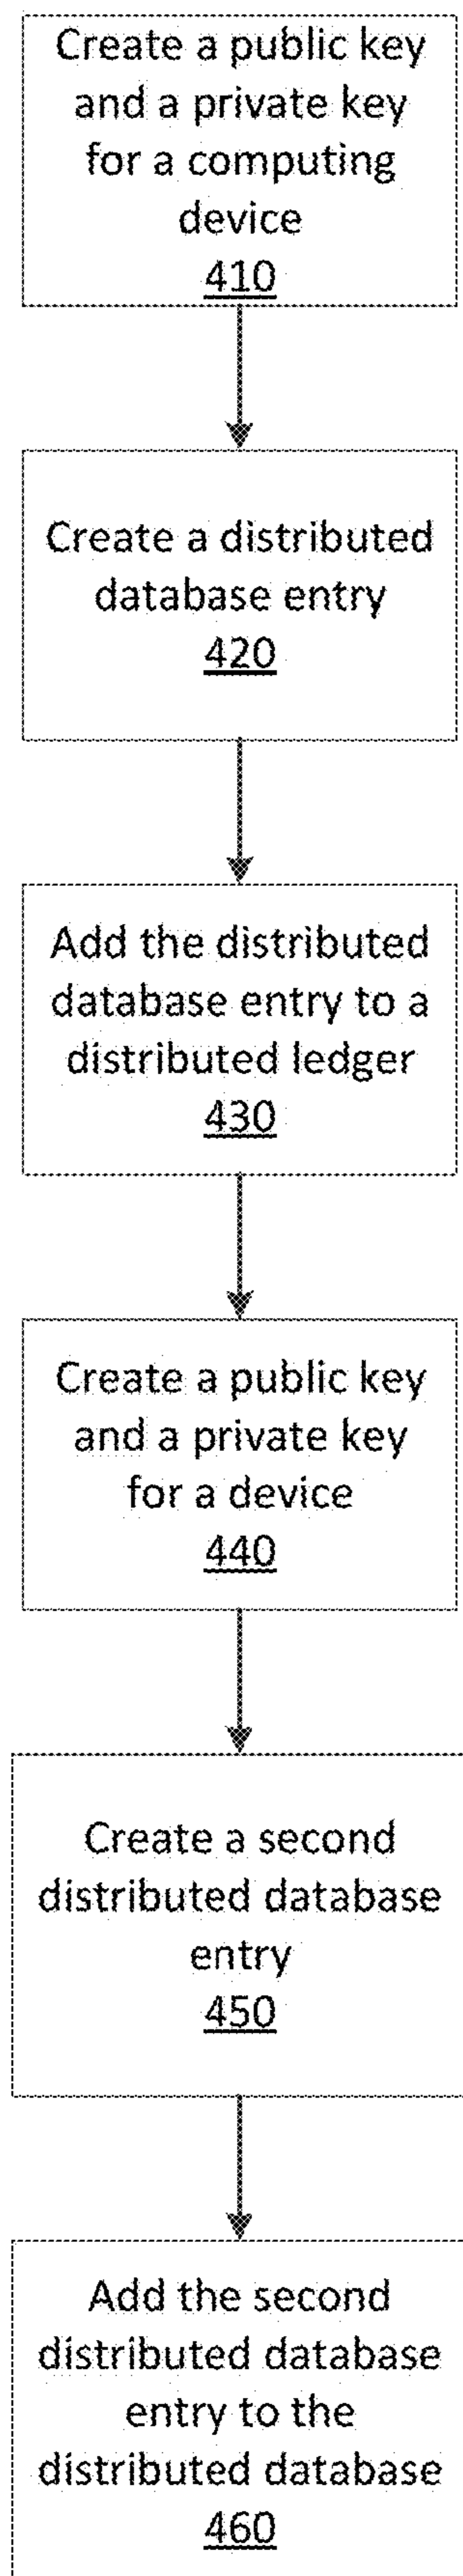 Create a public key
and a private key
for a computing
device
410
Create a distributed
database entry
420
Add the distributed
database entry to a
distributed ledger
430
Create a public key
and a private key
for a device
440
Create a second
distributed database
entry
450
Add the second
distributed database
entry to the
distributed database
460